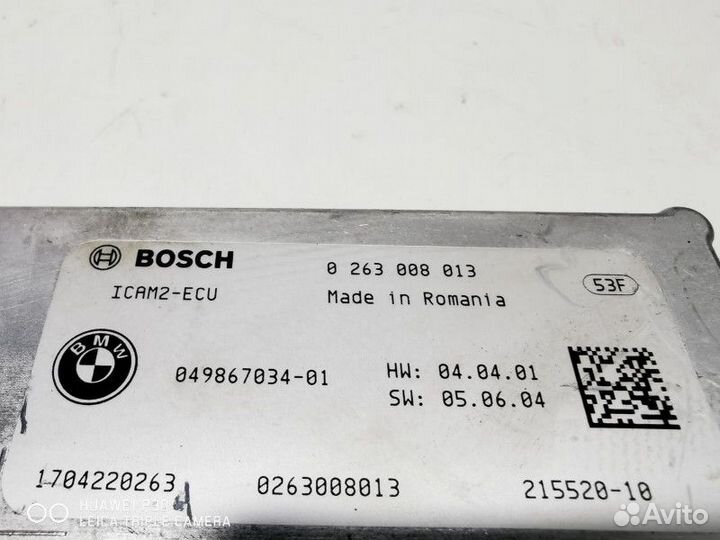 BOSCH 0 263 008 013
ICAM2-ECU Made in Romania 53F
BMW
049867034-01 HW: 04.04.01
SW: 05.06.04
1704220263 0263008013 215520-10
HUAWEI P30
LEICA TRIPLE CAMERA
Avito